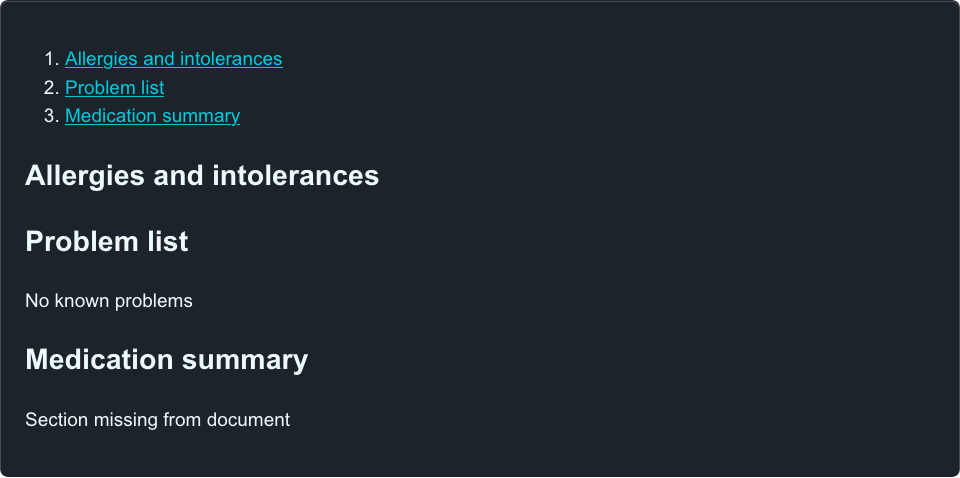 1. Allergies and intolerances
2. Problem list
3. Medication summary
Allergies and intolerances
Problem list
No known problems
Medication summary
Section missing from document